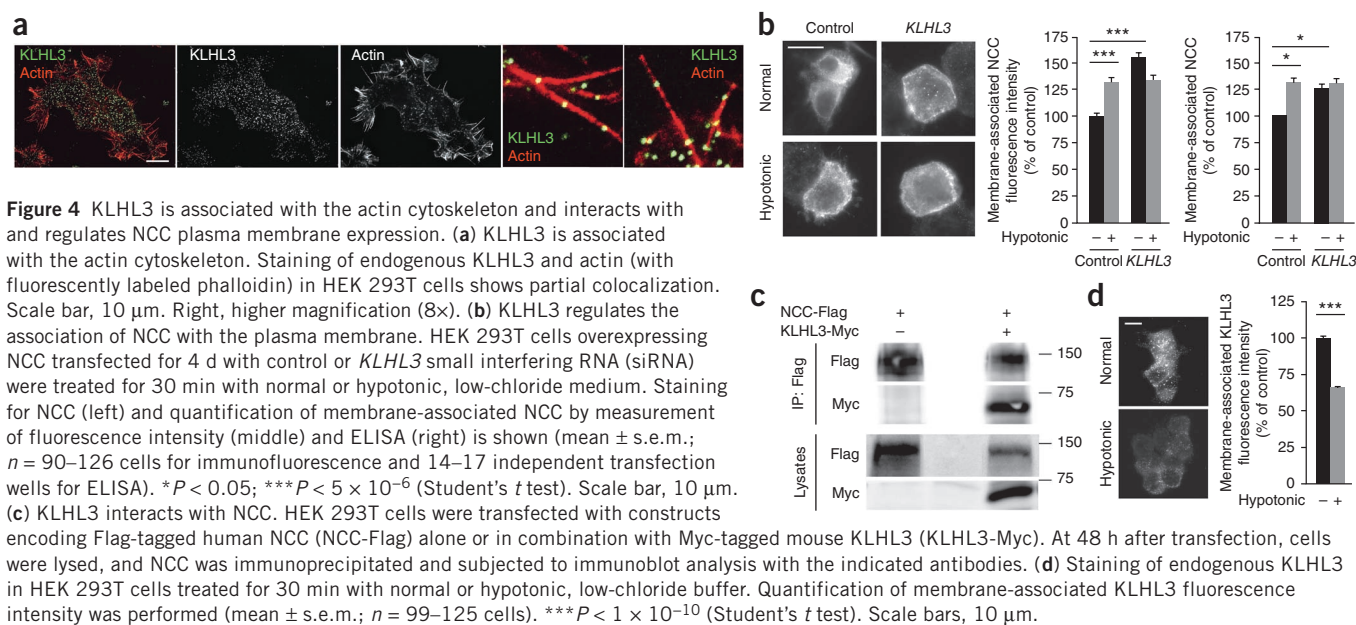 a
KLHL3
Actin
KLHL3
Actin
KLHL3
Actin
KLHL3
Actin
b
Control
KLHL3
Normal
Hypotonic
Membrane-associated NCC
fluorescence intensity
(% of control)
175
150
125
100
75
50
25
0
***
***
Hypotonic − + − +
Control KLHL3
Membrane-associated NCC
(% of control)
175
150
125
100
75
50
25
0
*
*
Hypotonic − + − +
Control KLHL3
c
NCC-Flag + +
KLHL3-Myc − +
IP: Flag
Flag
150
75
Myc
Lysates
Flag
150
75
Myc
d
Normal
Hypotonic
Membrane-associated KLHL3
fluorescence intensity
(% of control)
125
100
75
50
25
0
***
Hypotonic − +
Figure 4 KLHL3 is associated with the actin cytoskeleton and interacts with
and regulates NCC plasma membrane expression. (a) KLHL3 is associated
with the actin cytoskeleton. Staining of endogenous KLHL3 and actin (with
fluorescently labeled phalloidin) in HEK 293T cells shows partial colocalization.
Scale bar, 10 μm. Right, higher magnification (8×). (b) KLHL3 regulates the
association of NCC with the plasma membrane. HEK 293T cells overexpressing
NCC transfected for 4 d with control or KLHL3 small interfering RNA (siRNA)
were treated for 30 min with normal or hypotonic, low-chloride medium. Staining
for NCC (left) and quantification of membrane-associated NCC by measurement
of fluorescence intensity (middle) and ELISA (right) is shown (mean ± s.e.m.;
n = 90–126 cells for immunofluorescence and 14–17 independent transfection
wells for ELISA). *P < 0.05; ***P < 5 × 10⁻⁶ (Student's t test). Scale bar, 10 μm.
(c) KLHL3 interacts with NCC. HEK 293T cells were transfected with constructs
encoding Flag-tagged human NCC (NCC-Flag) alone or in combination with Myc-tagged mouse KLHL3 (KLHL3-Myc). At 48 h after transfection, cells
were lysed, and NCC was immunoprecipitated and subjected to immunoblot analysis with the indicated antibodies. (d) Staining of endogenous KLHL3
in HEK 293T cells treated for 30 min with normal or hypotonic, low-chloride buffer. Quantification of membrane-associated KLHL3 fluorescence
intensity was performed (mean ± s.e.m.; n = 99–125 cells). ***P < 1 × 10⁻¹⁰ (Student's t test). Scale bars, 10 μm.